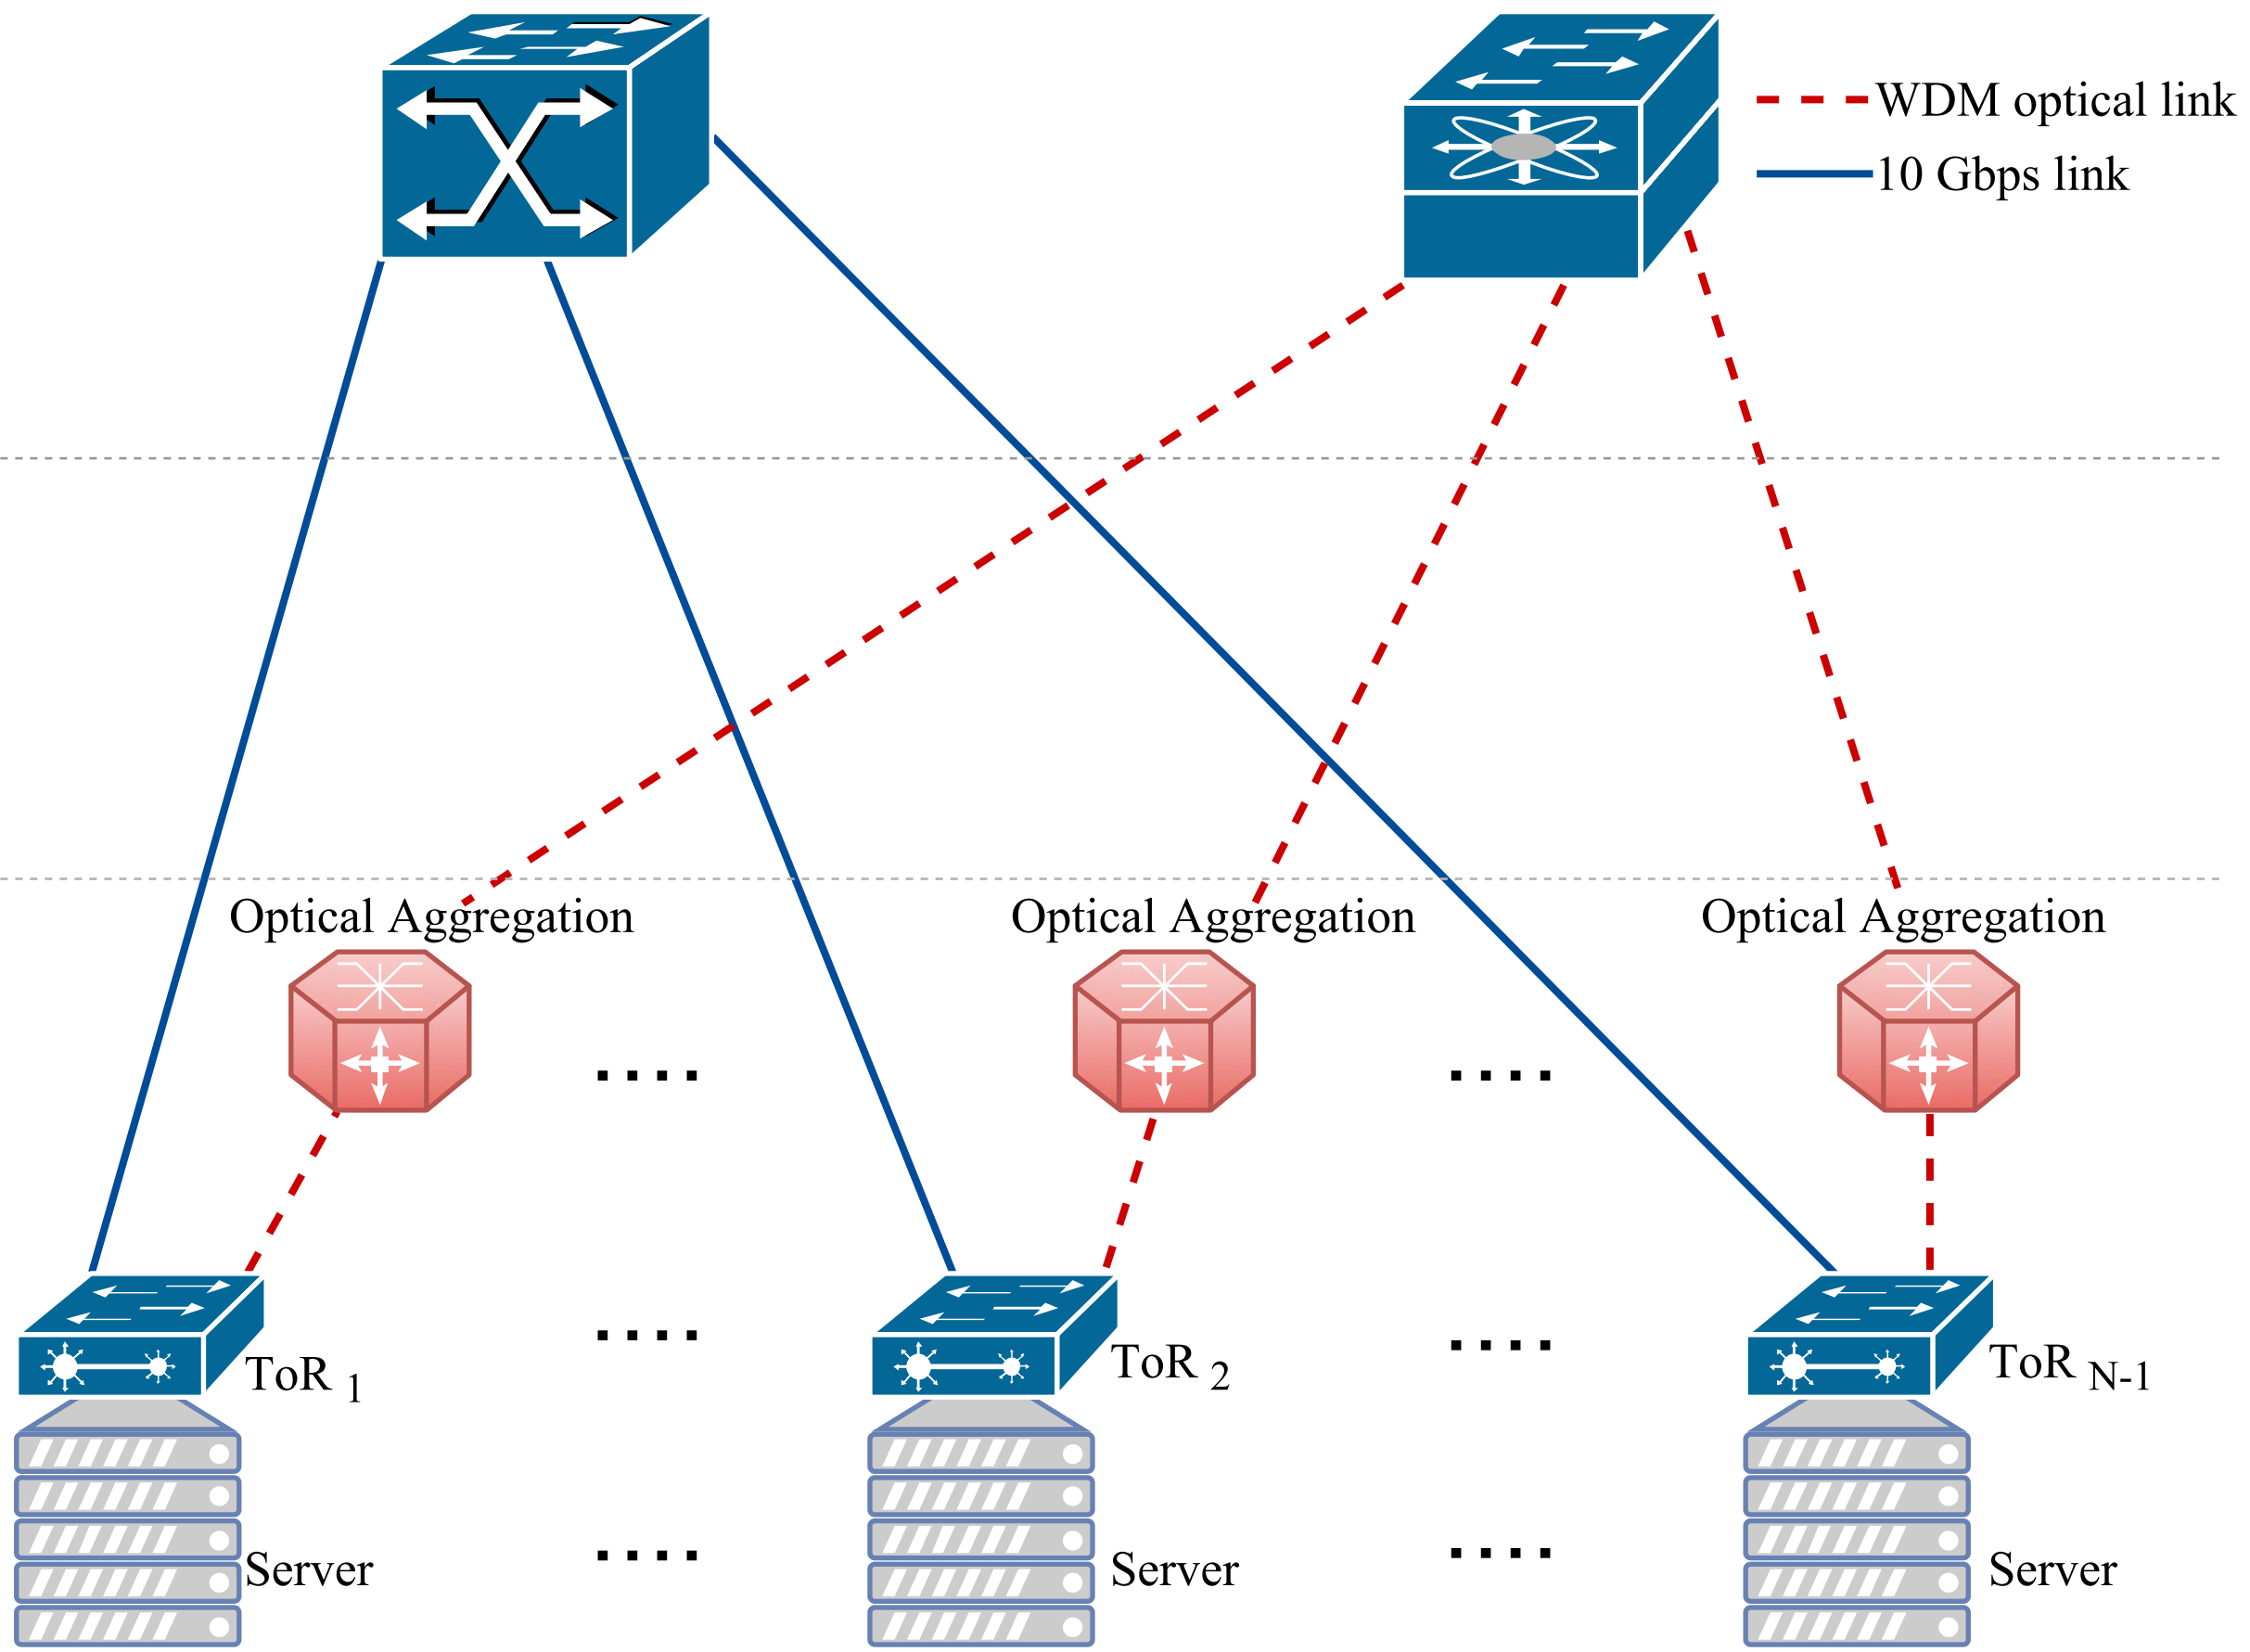 WDM optical link
10 Gbps link
Optical Aggregation
Optical Aggregation
Optical Aggregation
....
....
....
....
ToR 1
ToR 2
ToR N-1
....
....
Server
Server
Server